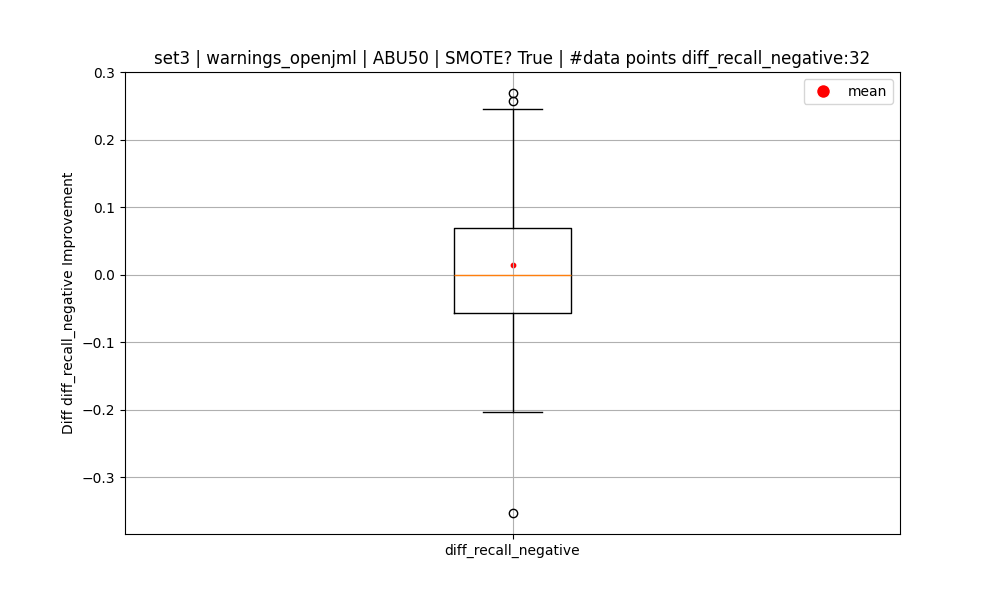 set3 | warnings_openjml | ABU50 | SMOTE? True | #data points diff_recall_negative:32
mean
Diff diff_recall_negative Improvement
0.3
0.2
0.1
0.0
−0.1
−0.2
−0.3
diff_recall_negative